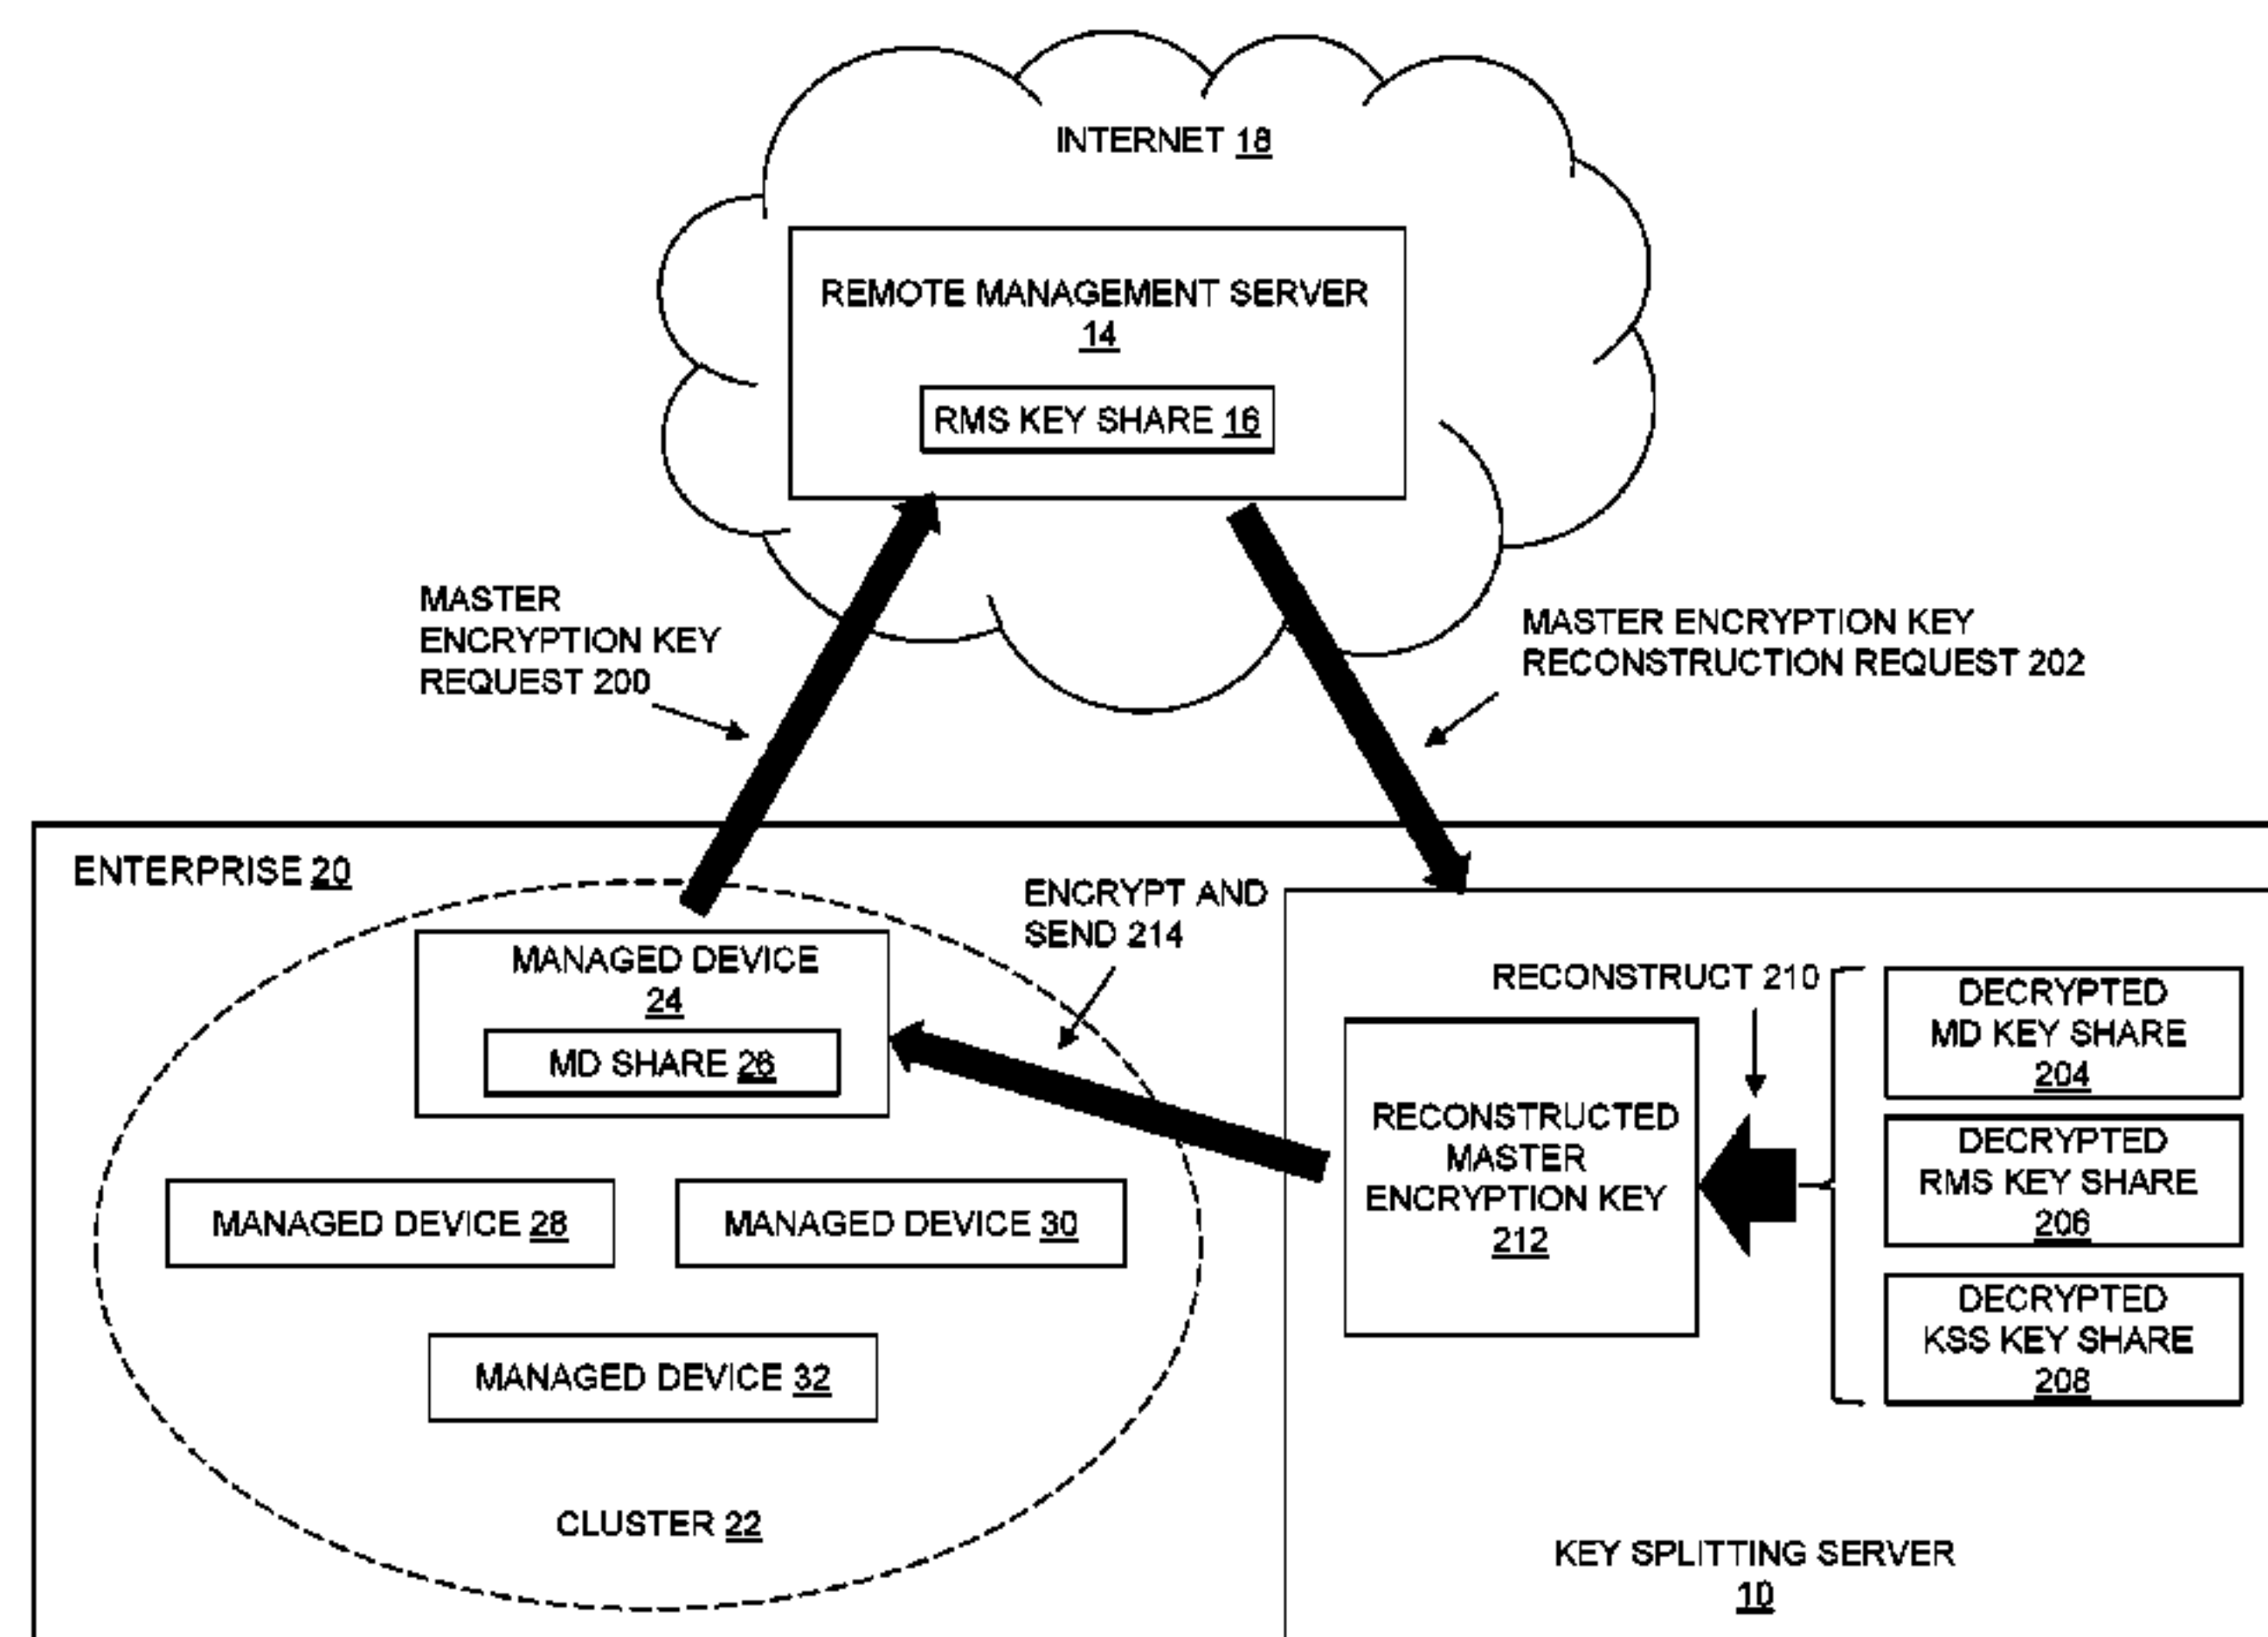 INTERNET 18
REMOTE MANAGEMENT SERVER
14
RMS KEY SHARE 16
MASTER
ENCRYPTION KEY
REQUEST 200
MASTER ENCRYPTION KEY
RECONSTRUCTION REQUEST 202
ENTERPRISE 20
ENCRYPT AND
SEND 214
MANAGED DEVICE
24
MD SHARE 26
MANAGED DEVICE 28
MANAGED DEVICE 30
MANAGED DEVICE 32
CLUSTER 22
RECONSTRUCT 210
RECONSTRUCTED
MASTER
ENCRYPTION KEY
212
DECRYPTED
MD KEY SHARE
204
DECRYPTED
RMS KEY SHARE
206
DECRYPTED
KSS KEY SHARE
208
KEY SPLITTING SERVER
10